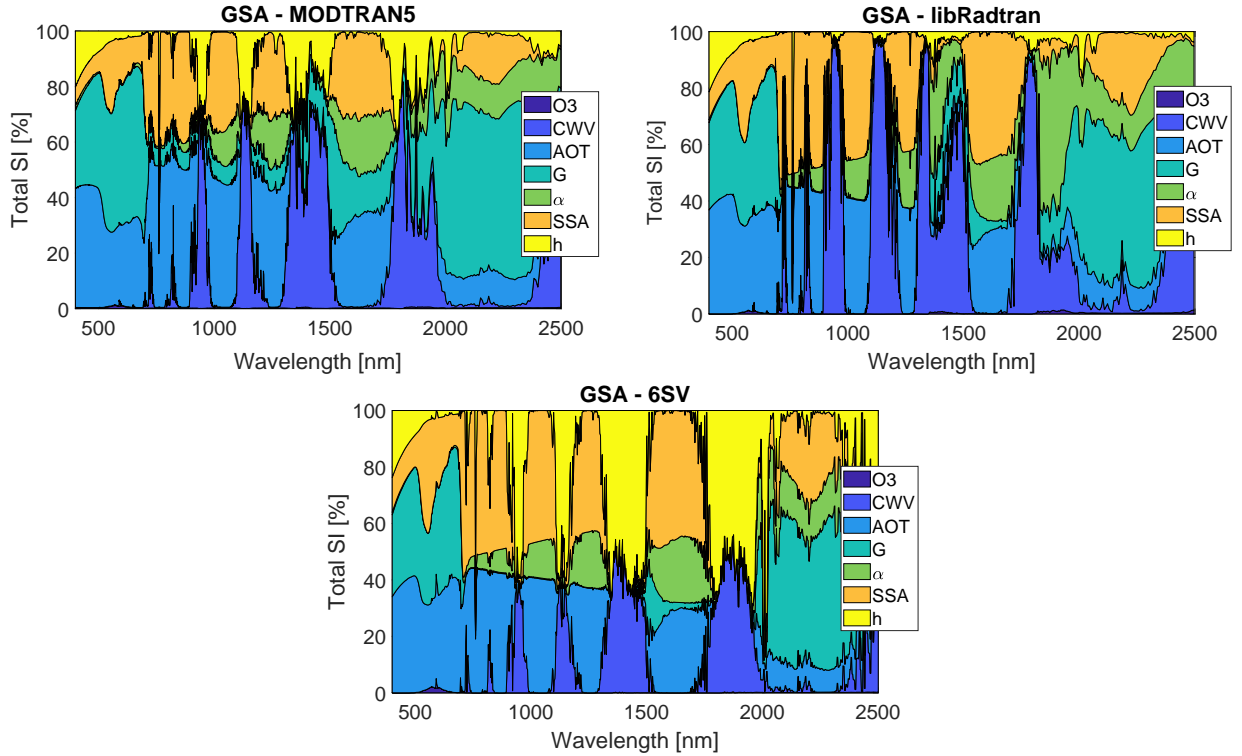 GSA - MODTRAN5
Total SI [%]
100
80
60
40
20
0
500
1000
1500
2000
2500
Wavelength [nm]
O3
CWV
AOT
G
α
SSA
h
GSA - libRadtran
Total SI [%]
100
80
60
40
20
0
500
1000
1500
2000
2500
Wavelength [nm]
O3
CWV
AOT
G
α
SSA
h
GSA - 6SV
Total SI [%]
100
80
60
40
20
0
500
1000
1500
2000
2500
Wavelength [nm]
O3
CWV
AOT
G
α
SSA
h